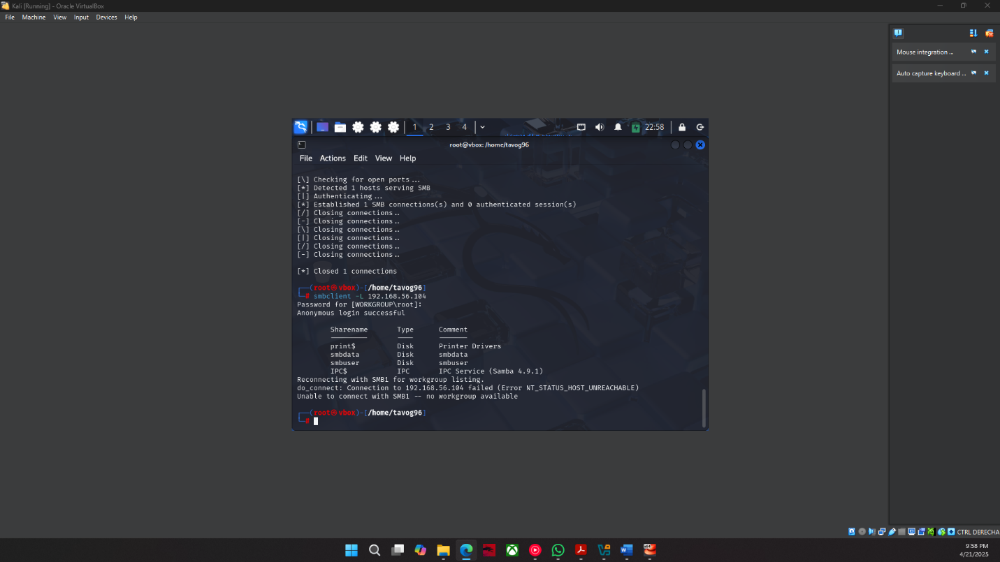 Kali [Running] - Oracle VirtualBox
File Machine View Input Devices Help
Mouse integration ...
Auto capture keyboard ...
1 2 3 4 22:58
root@vbox: /home/tavog96
File Actions Edit View Help
[\] Checking for open ports...
[*] Detected 1 hosts serving SMB
[|] Authenticating...
[*] Established 1 SMB connections(s) and 0 authenticated session(s)
[/] Closing connections..
[-] Closing connections..
[\] Closing connections..
[|] Closing connections..
[/] Closing connections..
[-] Closing connections..
[*] Closed 1 connections
┌──(root㉿vbox)-[/home/tavog96]
└─# smbclient -L 192.168.56.104
Password for [WORKGROUP\root]:
Anonymous login successful
Sharename Type Comment
--------- ---- -------
print$ Disk Printer Drivers
smbdata Disk smbdata
smbuser Disk smbuser
IPC$ IPC IPC Service (Samba 4.9.1)
Reconnecting with SMB1 for workgroup listing.
do_connect: Connection to 192.168.56.104 failed (Error NT_STATUS_HOST_UNREACHABLE)
Unable to connect with SMB1 -- no workgroup available
┌──(root㉿vbox)-[/home/tavog96]
└─#
CTRL DERECHA
9:58 PM
4/21/2025